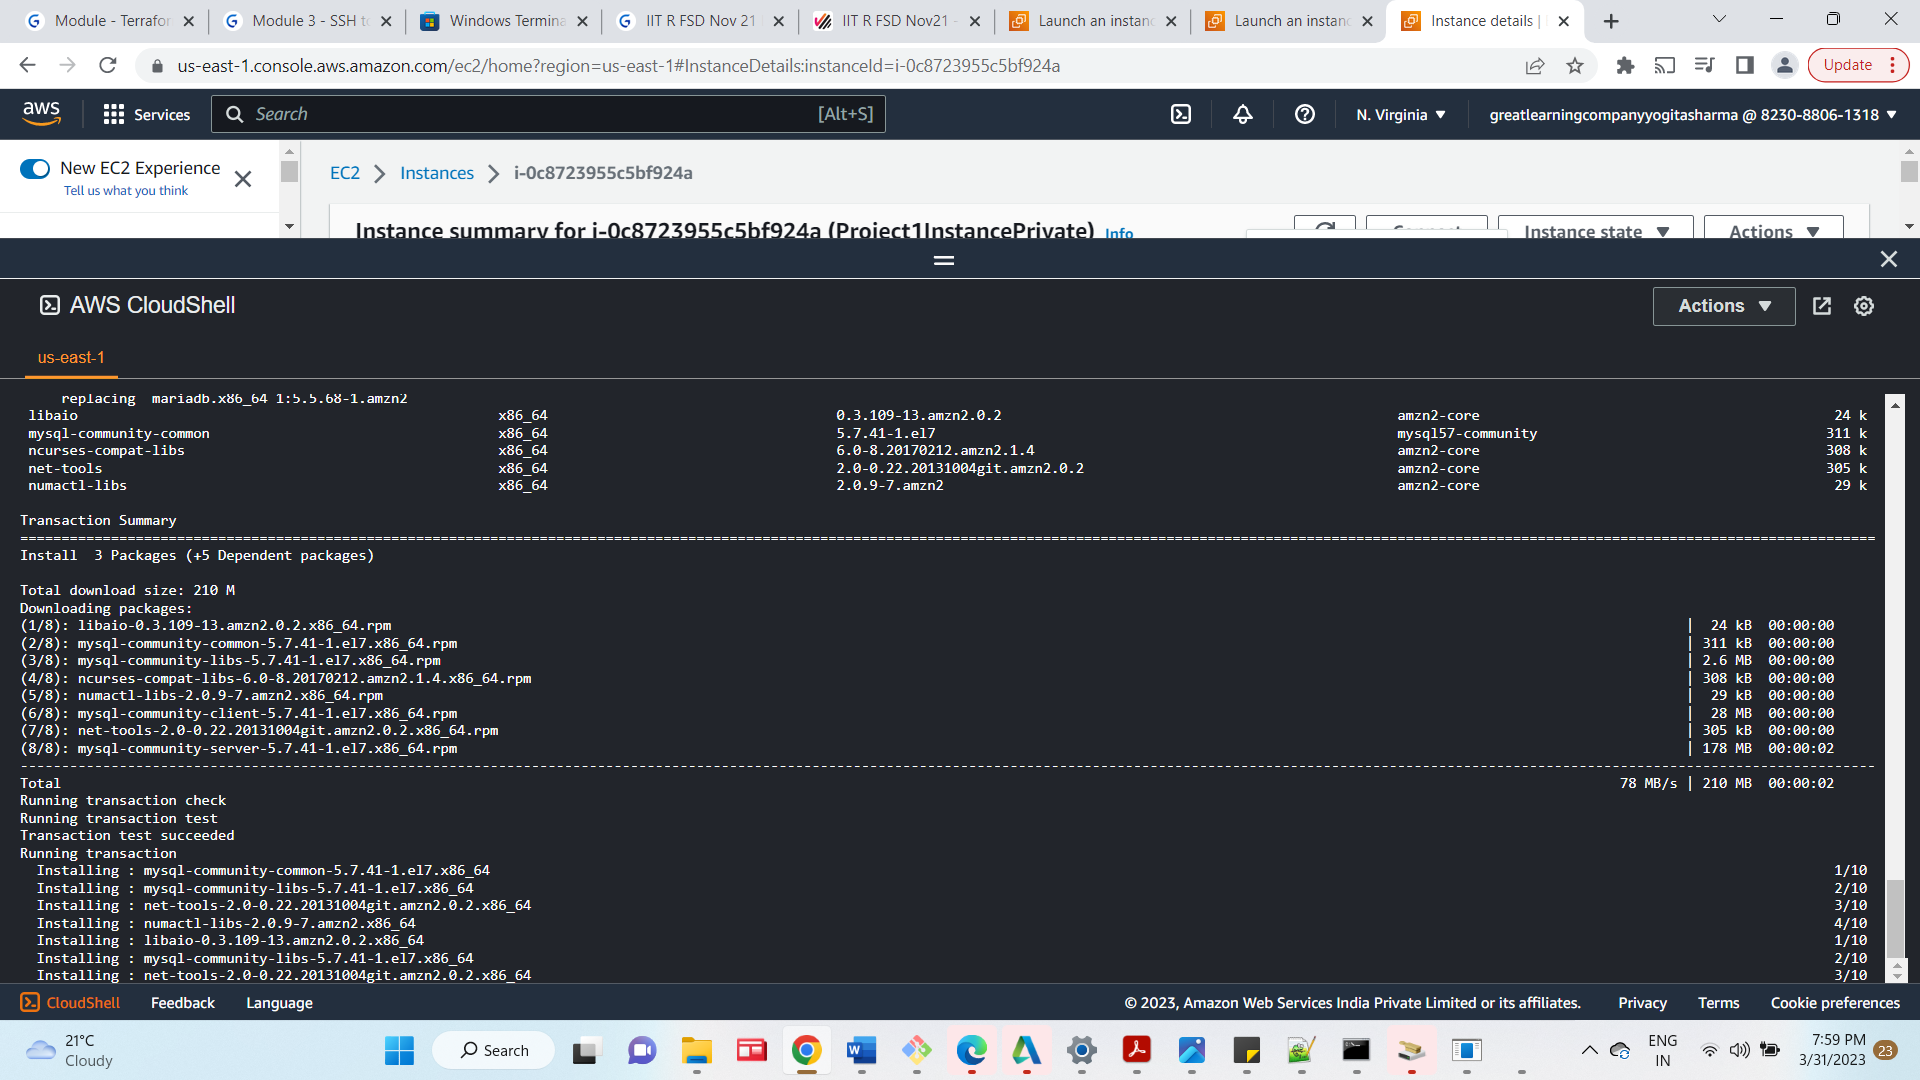 Module - Terrafor
Module 3 - SSH to
Windows Termina
IIT R FSD Nov 21
IIT R FSD Nov21 -
Launch an instanc
Launch an instanc
Instance details |
us-east-1.console.aws.amazon.com/ec2/home?region=us-east-1#InstanceDetails:instanceId=i-0c8723955c5bf924a
Update
aws
Services
Search
[Alt+S]
N. Virginia
greatlearningcompanyyogitasharma @ 8230-8806-1318
New EC2 Experience
Tell us what you think
EC2 > Instances > i-0c8723955c5bf924a
Instance summary for i-0c8723955c5bf924a (Project1InstancePrivate) Info
Connect
Instance state
Actions
AWS CloudShell
Actions
us-east-1
replacing mariadb.x86_64 1:5.5.68-1.amzn2
libaio x86_64 0.3.109-13.amzn2.0.2 amzn2-core 24 k
mysql-community-common x86_64 5.7.41-1.el7 mysql57-community 311 k
ncurses-compat-libs x86_64 6.0-8.20170212.amzn2.1.4 amzn2-core 308 k
net-tools x86_64 2.0-0.22.20131004git.amzn2.0.2 amzn2-core 305 k
numactl-libs x86_64 2.0.9-7.amzn2 amzn2-core 29 k
Transaction Summary
Install 3 Packages (+5 Dependent packages)
Total download size: 210 M
Downloading packages:
(1/8): libaio-0.3.109-13.amzn2.0.2.x86_64.rpm | 24 kB 00:00:00
(2/8): mysql-community-common-5.7.41-1.el7.x86_64.rpm | 311 kB 00:00:00
(3/8): mysql-community-libs-5.7.41-1.el7.x86_64.rpm | 2.6 MB 00:00:00
(4/8): ncurses-compat-libs-6.0-8.20170212.amzn2.1.4.x86_64.rpm | 308 kB 00:00:00
(5/8): numactl-libs-2.0.9-7.amzn2.x86_64.rpm | 29 kB 00:00:00
(6/8): mysql-community-client-5.7.41-1.el7.x86_64.rpm | 28 MB 00:00:00
(7/8): net-tools-2.0-0.22.20131004git.amzn2.0.2.x86_64.rpm | 305 kB 00:00:00
(8/8): mysql-community-server-5.7.41-1.el7.x86_64.rpm | 178 MB 00:00:02
Total 78 MB/s | 210 MB 00:00:02
Running transaction check
Running transaction test
Transaction test succeeded
Running transaction
Installing : mysql-community-common-5.7.41-1.el7.x86_64 1/10
Installing : mysql-community-libs-5.7.41-1.el7.x86_64 2/10
Installing : net-tools-2.0-0.22.20131004git.amzn2.0.2.x86_64 3/10
Installing : numactl-libs-2.0.9-7.amzn2.x86_64 4/10
Installing : libaio-0.3.109-13.amzn2.0.2.x86_64 1/10
Installing : mysql-community-libs-5.7.41-1.el7.x86_64 2/10
Installing : net-tools-2.0-0.22.20131004git.amzn2.0.2.x86_64 3/10
CloudShell Feedback Language © 2023, Amazon Web Services India Private Limited or its affiliates. Privacy Terms Cookie preferences
21°C
Cloudy
Search
ENG
IN
7:59 PM
3/31/2023
23